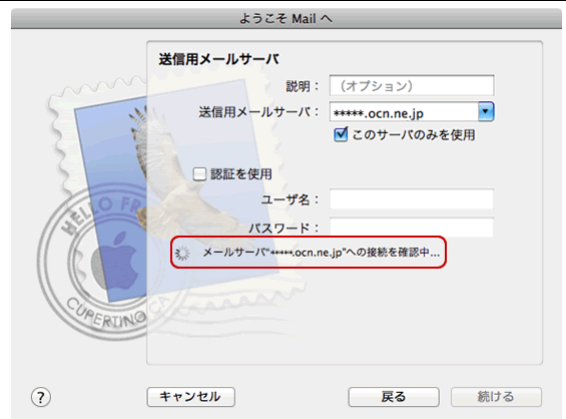 ようこそ Mail へ
送信用メールサーバ
説明： （オプション）
送信用メールサーバ： *****.ocn.ne.jp
このサーバのみを使用
認証を使用
ユーザ名：
パスワード：
メールサーバ"*****.ocn.ne.jp"への接続を確認中...
HELLO FR
CUPERTINO CA
?
キャンセル
戻る
続ける